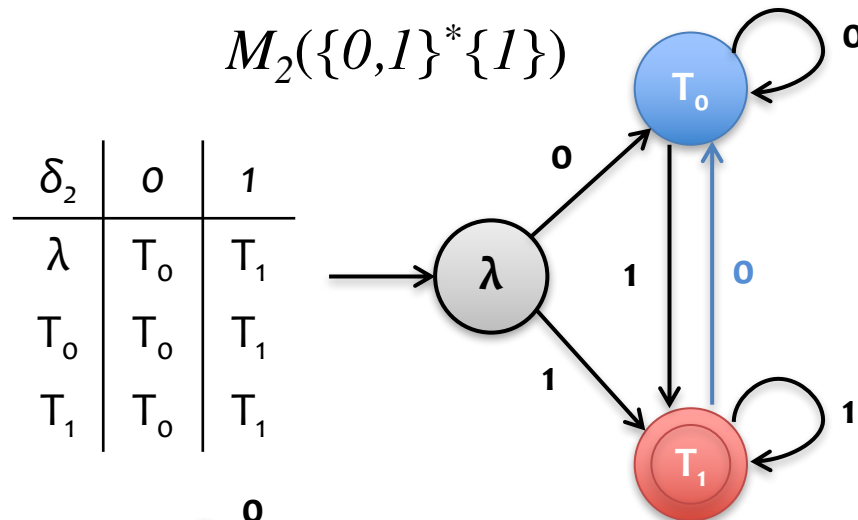 M₂({0,1}*{1})
δ₂ 0 1
λ T₀ T₁
T₀ T₀ T₁
T₁ T₀ T₁
λ
0
1
T₀
0
1
0
T₁
1
0